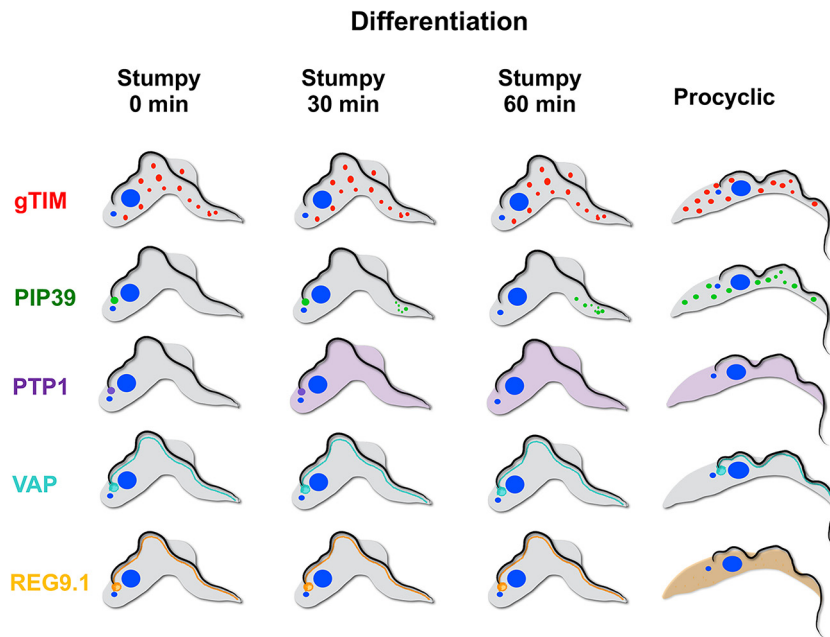 Differentiation
Stumpy
0 min
Stumpy
30 min
Stumpy
60 min
Procyclic
gTIM
PIP39
PTP1
VAP
REG9.1